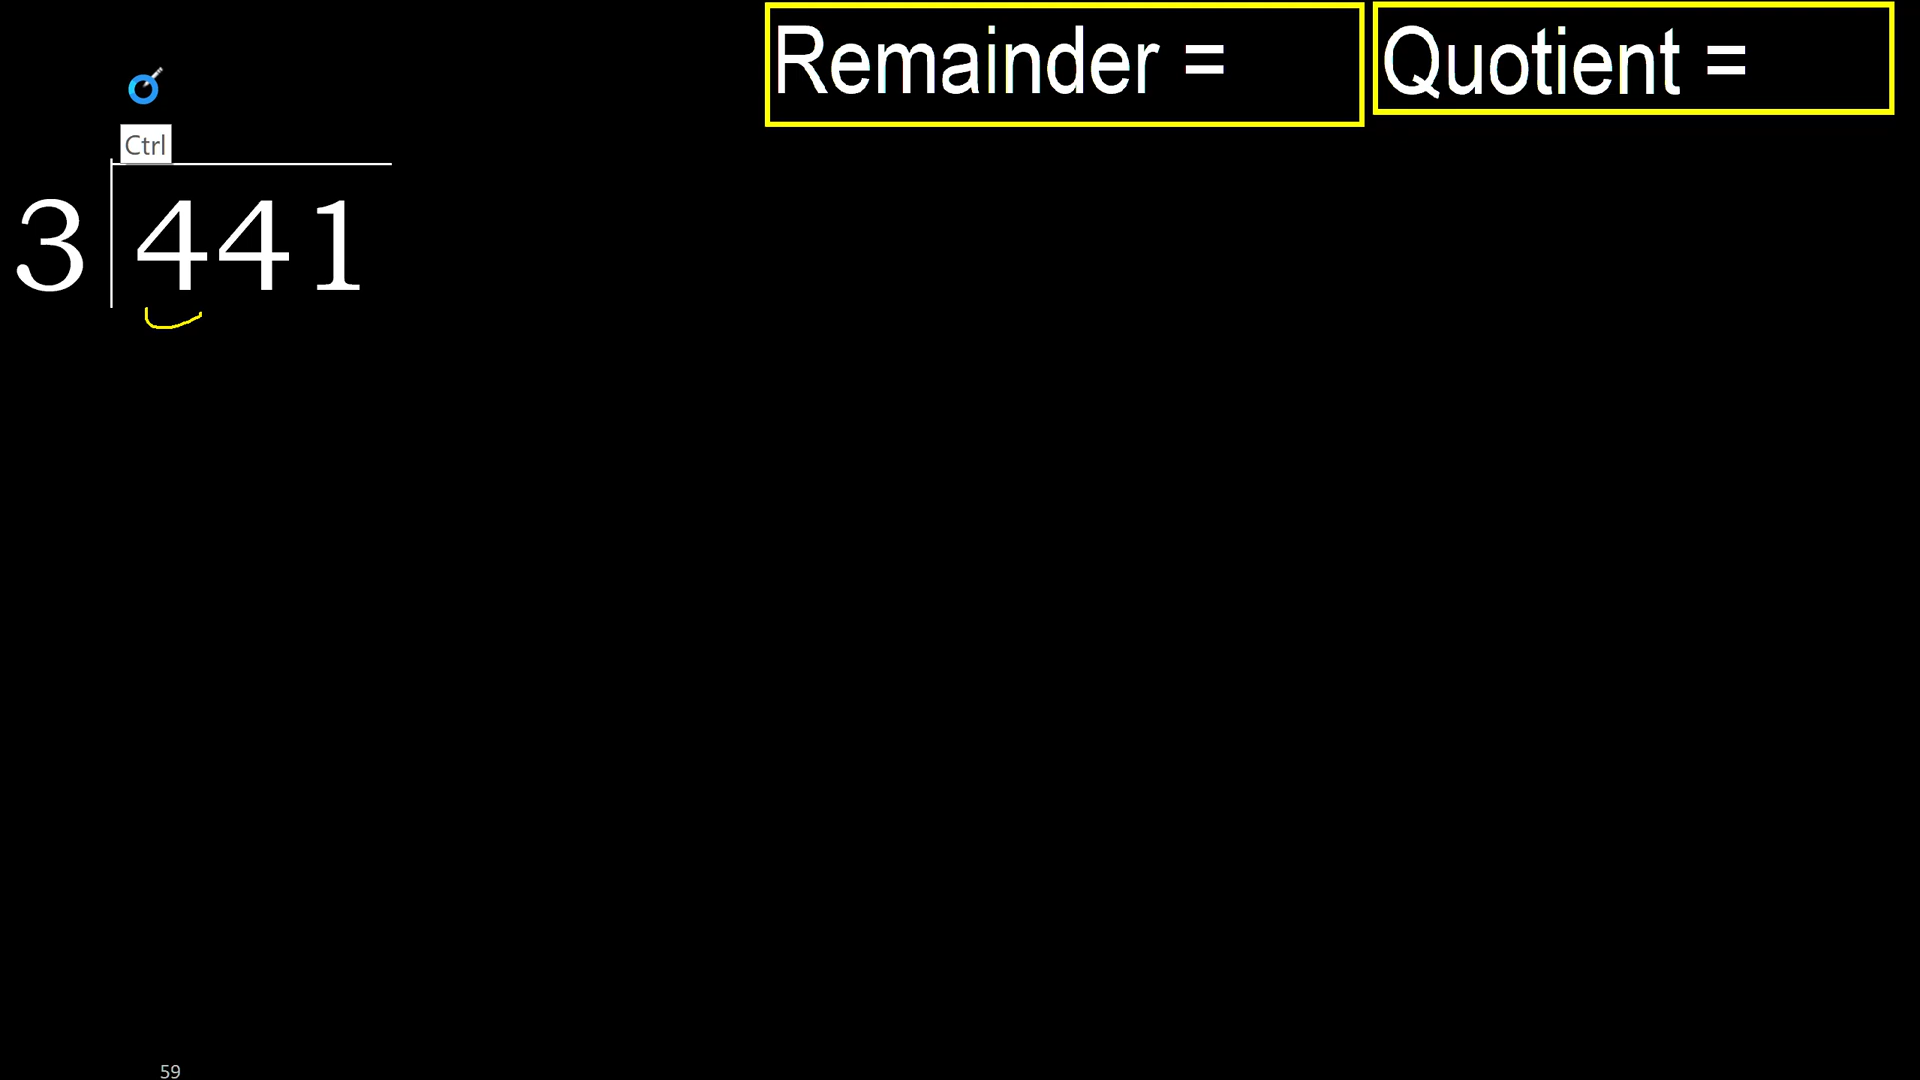 Remainder = Quotient =
Ctrl
3 441
59